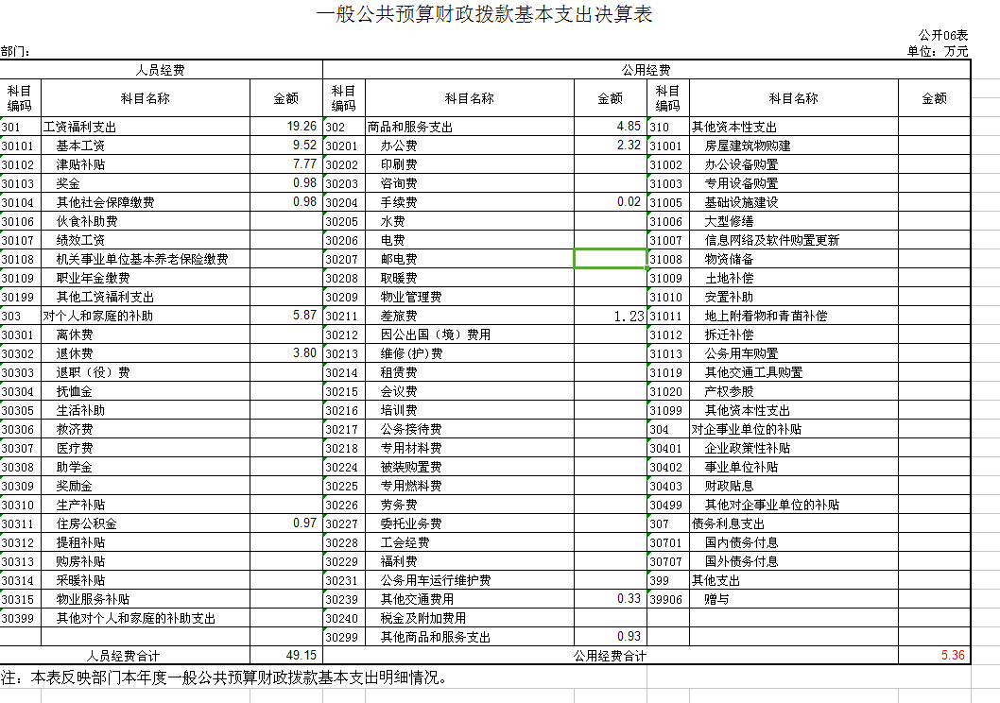 一般公共预算财政拨款基本支出决算表
公开06表
部门： 单位：万元
人员经费 公用经费
科目编码 科目名称 金额 科目编码 科目名称 金额 科目编码 科目名称 金额
301 工资福利支出 19.26 302 商品和服务支出 4.85 310 其他资本性支出
30101 基本工资 9.52 30201 办公费 2.32 31001 房屋建筑物购建
30102 津贴补贴 7.77 30202 印刷费 31002 办公设备购置
30103 奖金 0.98 30203 咨询费 31003 专用设备购置
30104 其他社会保障缴费 0.98 30204 手续费 0.02 31005 基础设施建设
30106 伙食补助费 30205 水费 31006 大型修缮
30107 绩效工资 30206 电费 31007 信息网络及软件购置更新
30108 机关事业单位基本养老保险缴费 30207 邮电费 31008 物资储备
30109 职业年金缴费 30208 取暖费 31009 土地补偿
30199 其他工资福利支出 30209 物业管理费 31010 安置补助
303 对个人和家庭的补助 5.87 30211 差旅费 1.23 31011 地上附着物和青苗补偿
30301 离休费 30212 因公出国（境）费用 31012 拆迁补偿
30302 退休费 3.80 30213 维修(护)费 31013 公务用车购置
30303 退职（役）费 30214 租赁费 31019 其他交通工具购置
30304 抚恤金 30215 会议费 31020 产权参股
30305 生活补助 30216 培训费 31099 其他资本性支出
30306 救济费 30217 公务接待费 304 对企事业单位的补贴
30307 医疗费 30218 专用材料费 30401 企业政策性补贴
30308 助学金 30224 被装购置费 30402 事业单位补贴
30309 奖励金 30225 专用燃料费 30403 财政贴息
30310 生产补贴 30226 劳务费 30499 其他对企事业单位的补贴
30311 住房公积金 0.97 30227 委托业务费 307 债务利息支出
30312 提租补贴 30228 工会经费 30701 国内债务付息
30313 购房补贴 30229 福利费 30707 国外债务付息
30314 采暖补贴 30231 公务用车运行维护费 399 其他支出
30315 物业服务补贴 30239 其他交通费用 0.33 39906 赠与
30399 其他对个人和家庭的补助支出 30240 税金及附加费用
30299 其他商品和服务支出 0.93
人员经费合计 49.15 公用经费合计 5.36
注：本表反映部门本年度一般公共预算财政拨款基本支出明细情况。